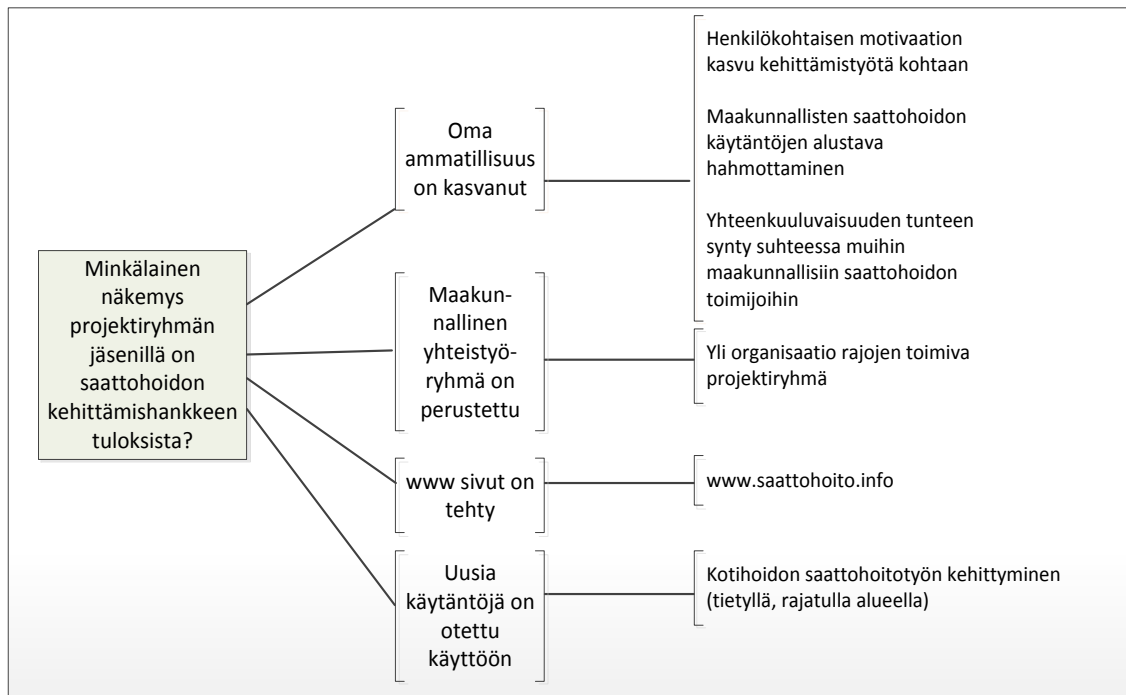 Minkälainen
näkemys
projektiryhmän
jäsenillä on
saattohoidon
kehittämishankkeen
tuloksista?
Oma
ammatillisuus
on kasvanut
Henkilökohtaisen motivaation
kasvu kehittämistyötä kohtaan
Maakunnallisten saattohoidon
käytäntöjen alustava
hahmottaminen
Yhteenkuuluvaisuuden tunteen
synty suhteessa muihin
maakunnallisiin saattohoidon
toimijoihin
Maakun-
nallinen
yhteistyö-
ryhmä on
perustettu
Yli organisaatio rajojen toimiva
projektiryhmä
www sivut on
tehty
www.saattohoito.info
Uusia
käytäntöjä on
otettu
käyttöön
Kotihoidon saattohoitotyön kehittyminen
(tietyllä, rajatulla alueella)